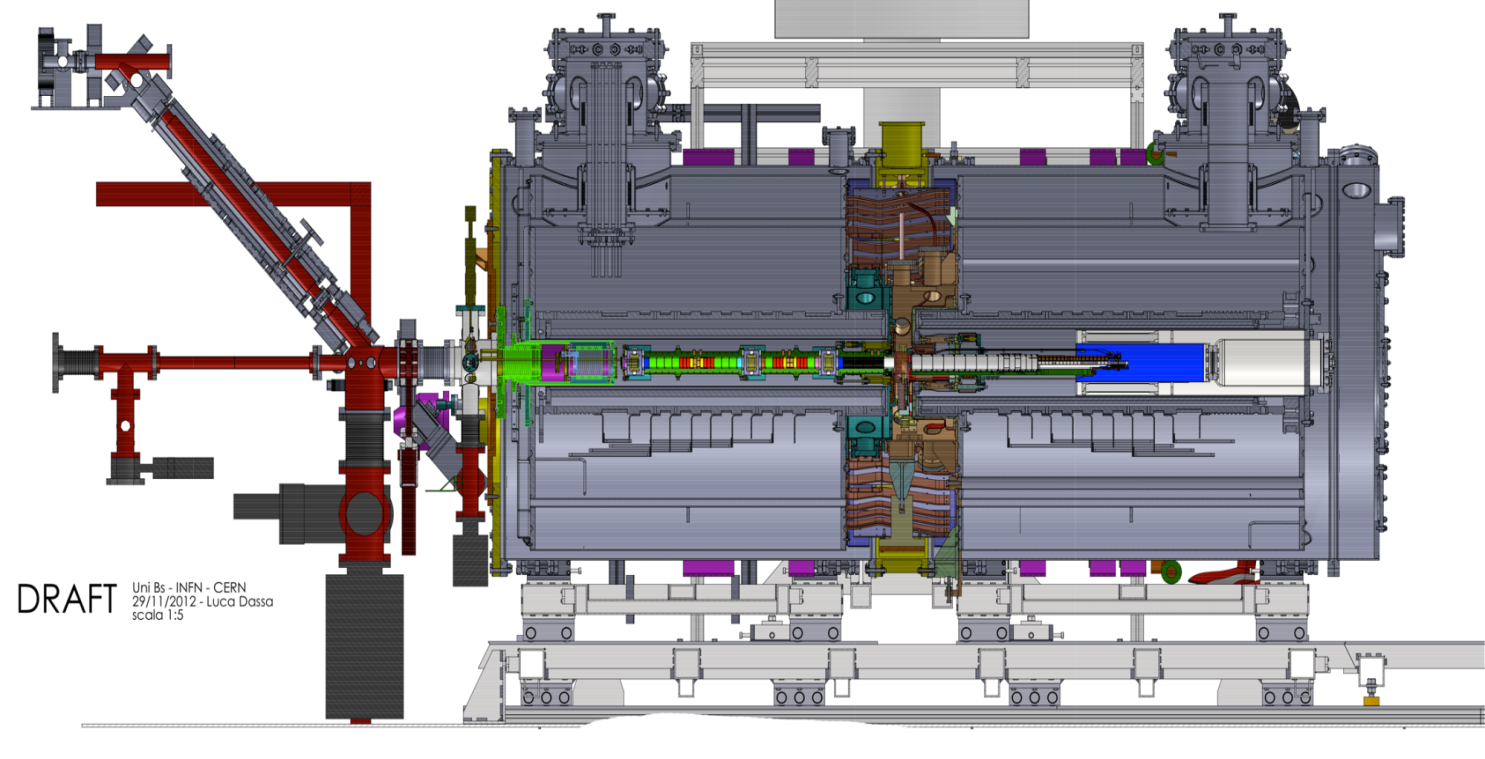 DRAFT
Uni Bs - INFN - CERN
29/11/2012 - Luca Dassa
scala 1:5